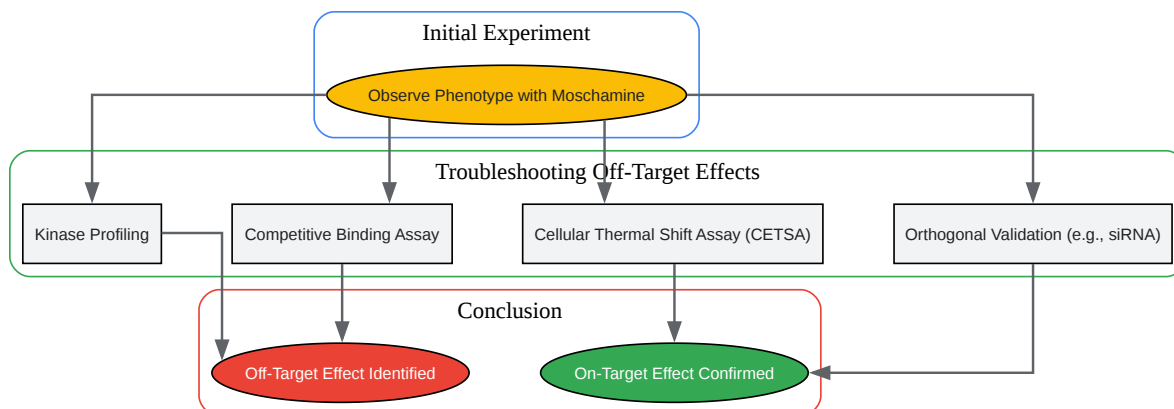 Initial Experiment
Observe Phenotype with Moschamine
Troubleshooting Off-Target Effects
Kinase Profiling
Competitive Binding Assay
Cellular Thermal Shift Assay (CETSA)
Orthogonal Validation (e.g., siRNA)
Conclusion
Off-Target Effect Identified
On-Target Effect Confirmed